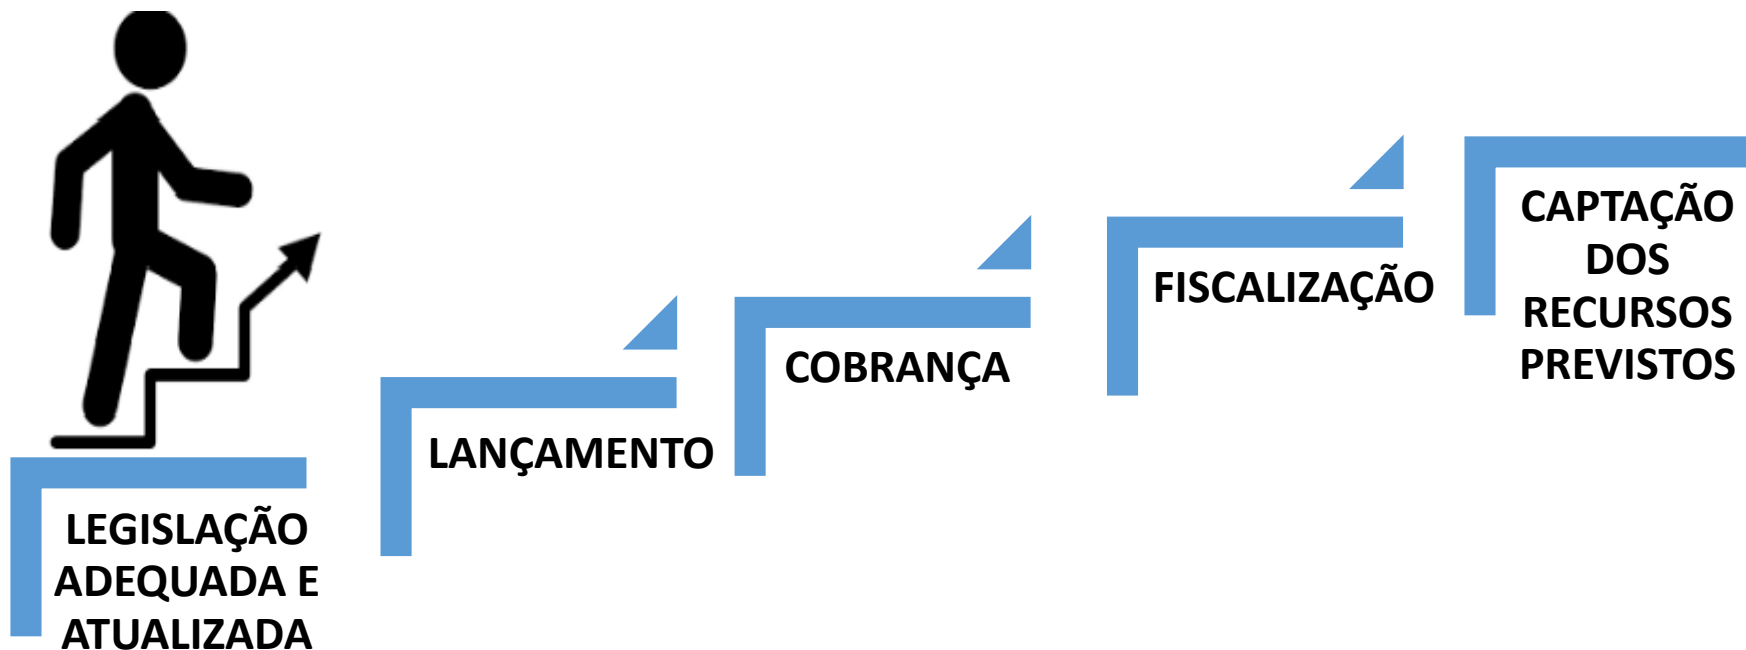 LEGISLAÇÃO
ADEQUADA E
ATUALIZADA
LANÇAMENTO
COBRANÇA
FISCALIZAÇÃO
CAPTAÇÃO
DOS
RECURSOS
PREVISTOS